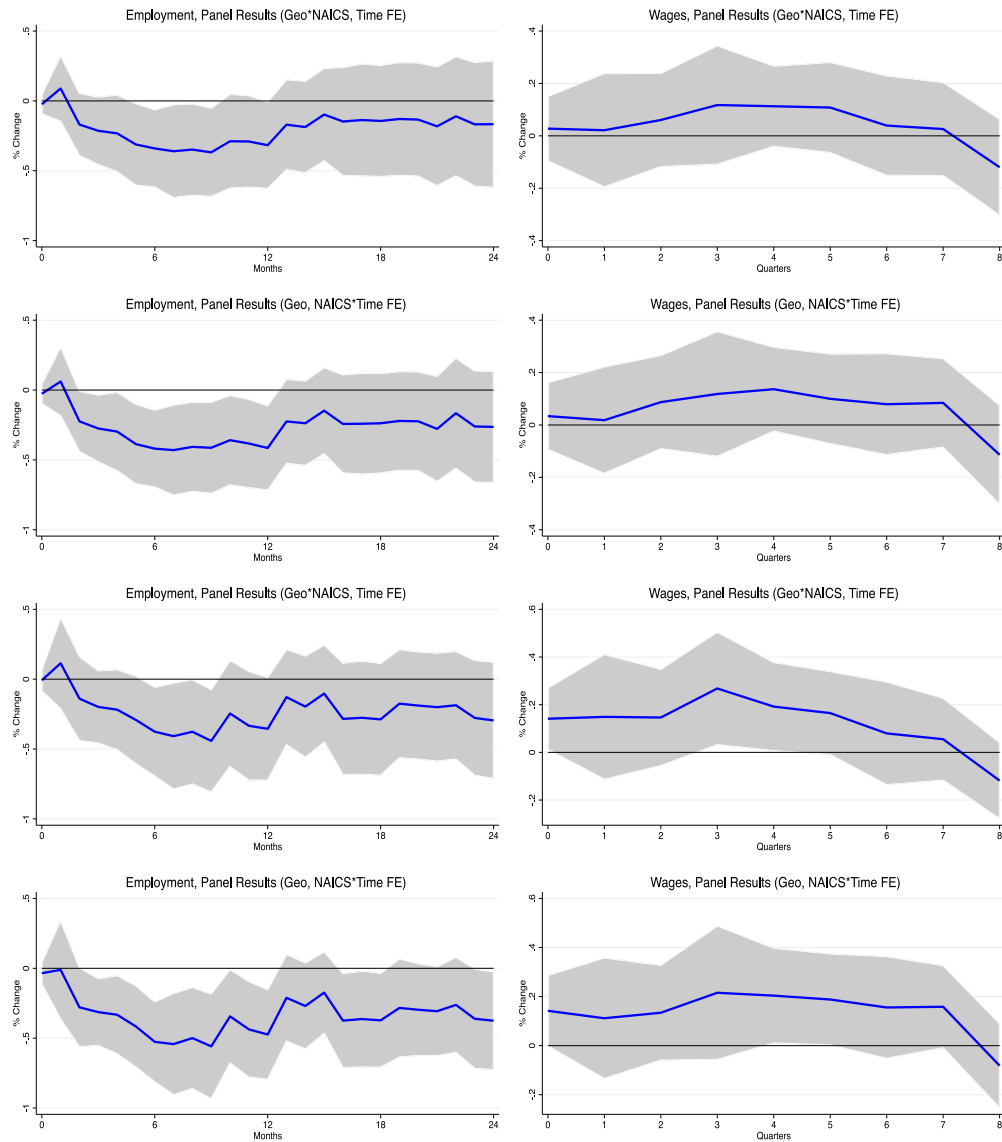 Employment, Panel Results (Geo*NAICS, Time FE)
% Change
.5
0
-.5
-1
0 6 12 18 24
Months
Wages, Panel Results (Geo*NAICS, Time FE)
% Change
.4
.2
0
-.2
-.4
0 1 2 3 4 5 6 7 8
Quarters
Employment, Panel Results (Geo, NAICS*Time FE)
% Change
.5
0
-.5
-1
0 6 12 18 24
Months
Wages, Panel Results (Geo, NAICS*Time FE)
% Change
.4
.2
0
-.2
-.4
0 1 2 3 4 5 6 7 8
Quarters
Employment, Panel Results (Geo*NAICS, Time FE)
% Change
.5
0
-.5
-1
0 6 12 18 24
Months
Wages, Panel Results (Geo*NAICS, Time FE)
% Change
.6
.4
.2
0
-.2
0 1 2 3 4 5 6 7 8
Quarters
Employment, Panel Results (Geo, NAICS*Time FE)
% Change
.5
0
-.5
-1
0 6 12 18 24
Months
Wages, Panel Results (Geo, NAICS*Time FE)
% Change
.6
.4
.2
0
-.2
0 1 2 3 4 5 6 7 8
Quarters